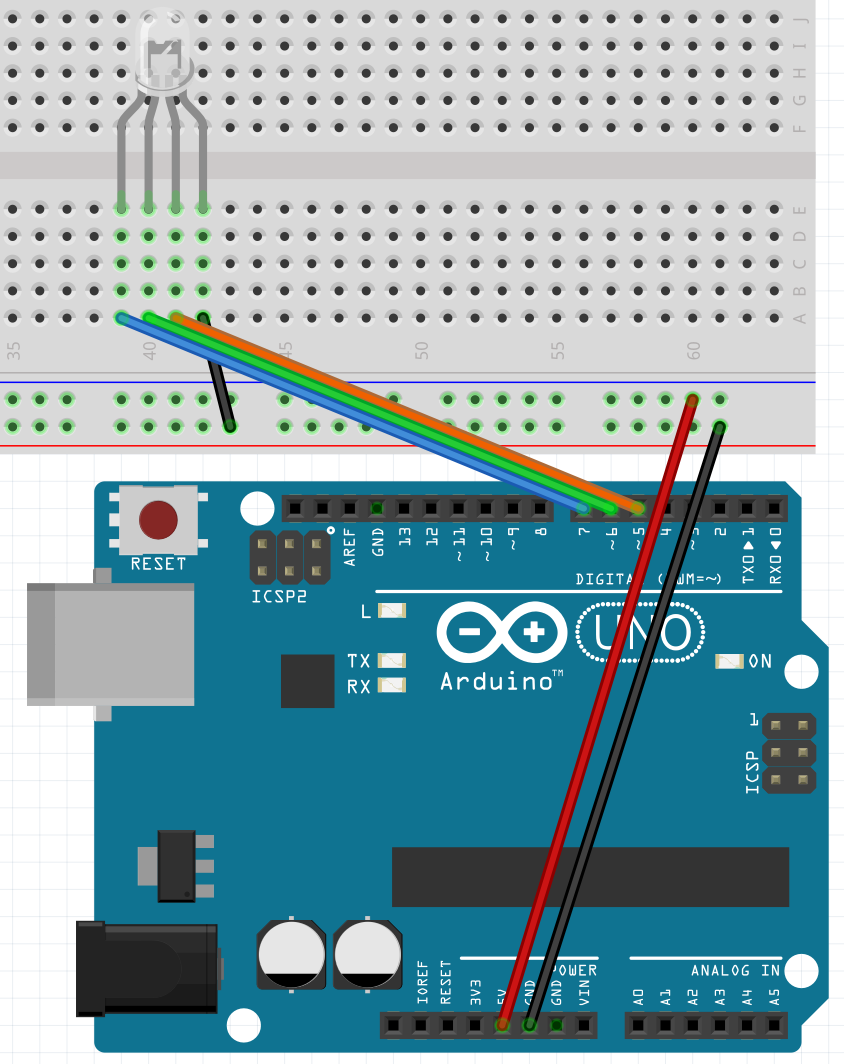 J
I
H
G
F
E
D
C
B
A
35
40
45
50
55
60
RESET
ICSP2
AREF
GND
13
12
~11
~10
~9
8
7
~6
~5
4
~3
2
TX0▶1
RX0◀0
DIGITAL (PWM=~)
L
TX
RX
UNO
Arduino™
ON
1
ICSP
IOREF
RESET
3V3
5V
GND
GND
VIN
POWER
ANALOG IN
A0
A1
A2
A3
A4
A5